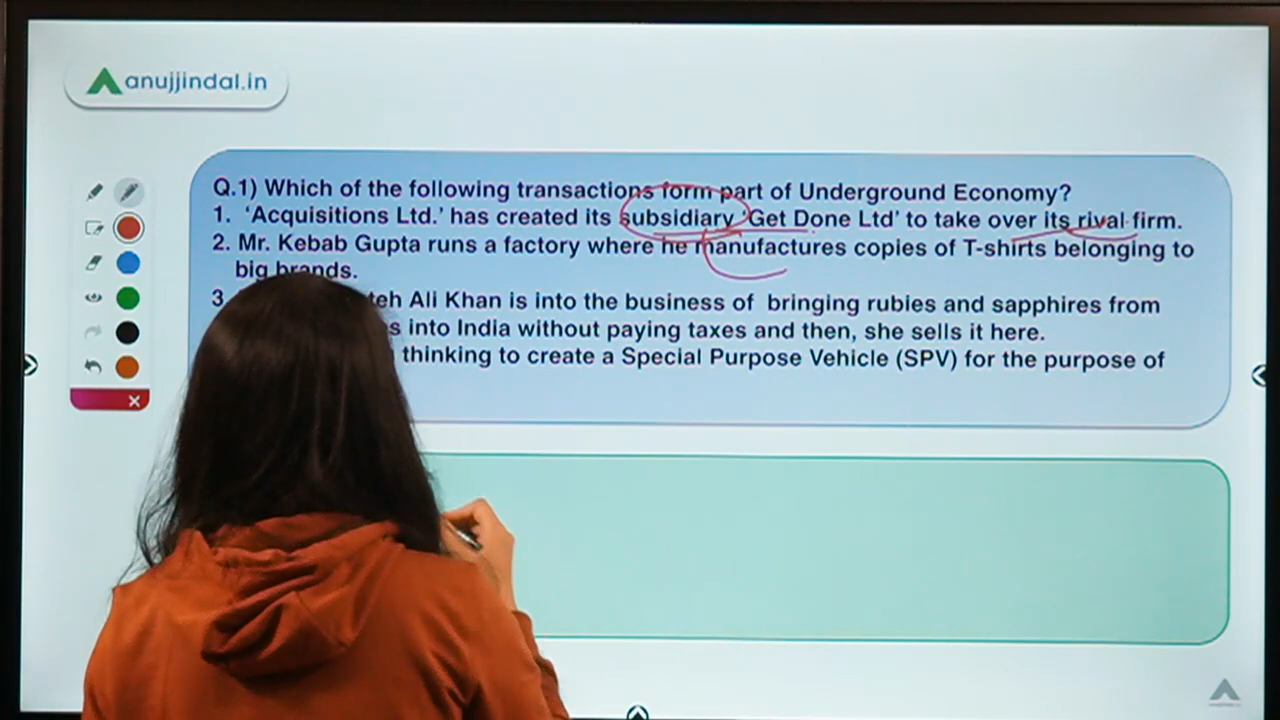 anujjindal.in
Q.1) Which of the following transactions form part of Underground Economy?
1. ‘Acquisitions Ltd.’ has created its subsidiary ‘Get Done Ltd’ to take over its rival firm.
2. Mr. Kebab Gupta runs a factory where he manufactures copies of T-shirts belonging to
big brands.
3 Ali Khan is into the business of bringing rubies and sapphires from
into India without paying taxes and then, she sells it here.
thinking to create a Special Purpose Vehicle (SPV) for the purpose of